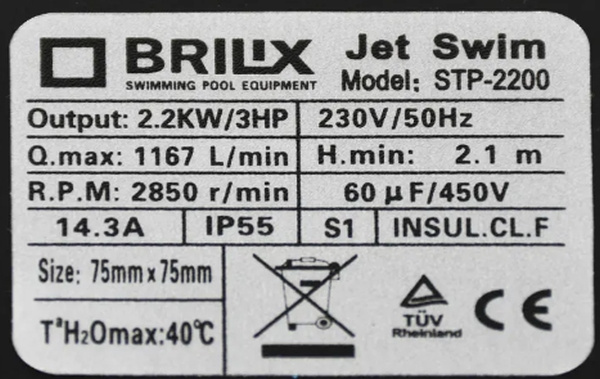 BRILIX Jet Swim
SWIMMING POOL EQUIPMENT Model: STP-2200
Output: 2.2KW/3HP 230V/50Hz
Q.max: 1167 L/min H.min: 2.1 m
R.P.M: 2850 r/min 60 µF/450V
14.3A IP55 S1 INSUL.CL.F
Size: 75mm x 75mm
TªH₂Omax:40℃
TÜV
Rheinland
CE